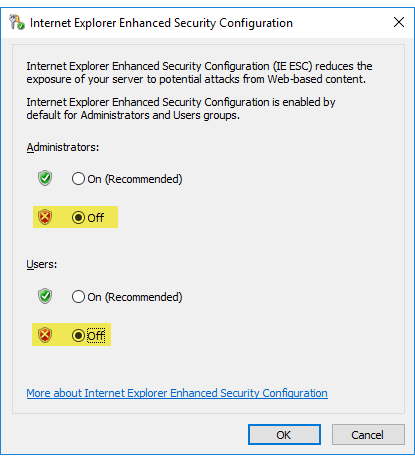 Internet Explorer Enhanced Security Configuration
Internet Explorer Enhanced Security Configuration (IE ESC) reduces the
exposure of your server to potential attacks from Web-based content.
Internet Explorer Enhanced Security Configuration is enabled by
default for Administrators and Users groups.
Administrators:
On (Recommended)
Off
Users:
On (Recommended)
Off
More about Internet Explorer Enhanced Security Configuration
OK Cancel